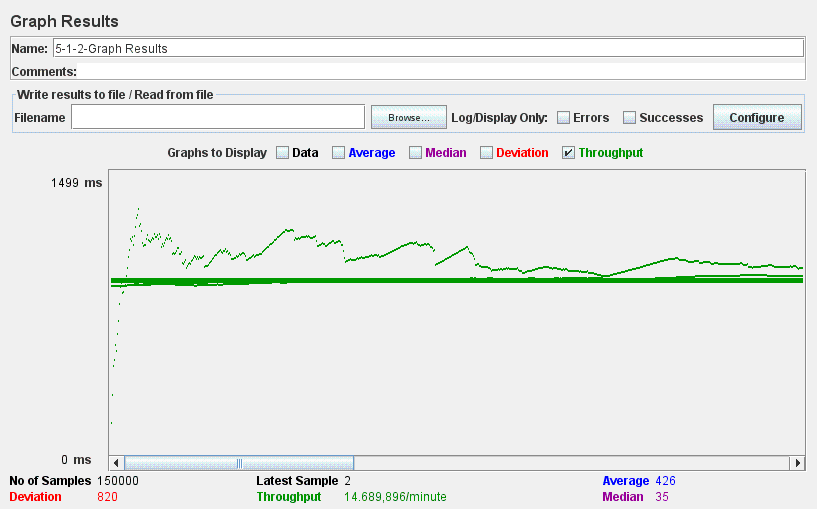 Graph Results
Name: 5-1-2-Graph Results
Comments:
Write results to file / Read from file
Filename Browse... Log/Display Only: Errors Successes Configure
Graphs to Display Data Average Median Deviation Throughput
1499 ms
0 ms
No of Samples 150000 Latest Sample 2 Average 426
Deviation 820 Throughput 14.689,896/minute Median 35